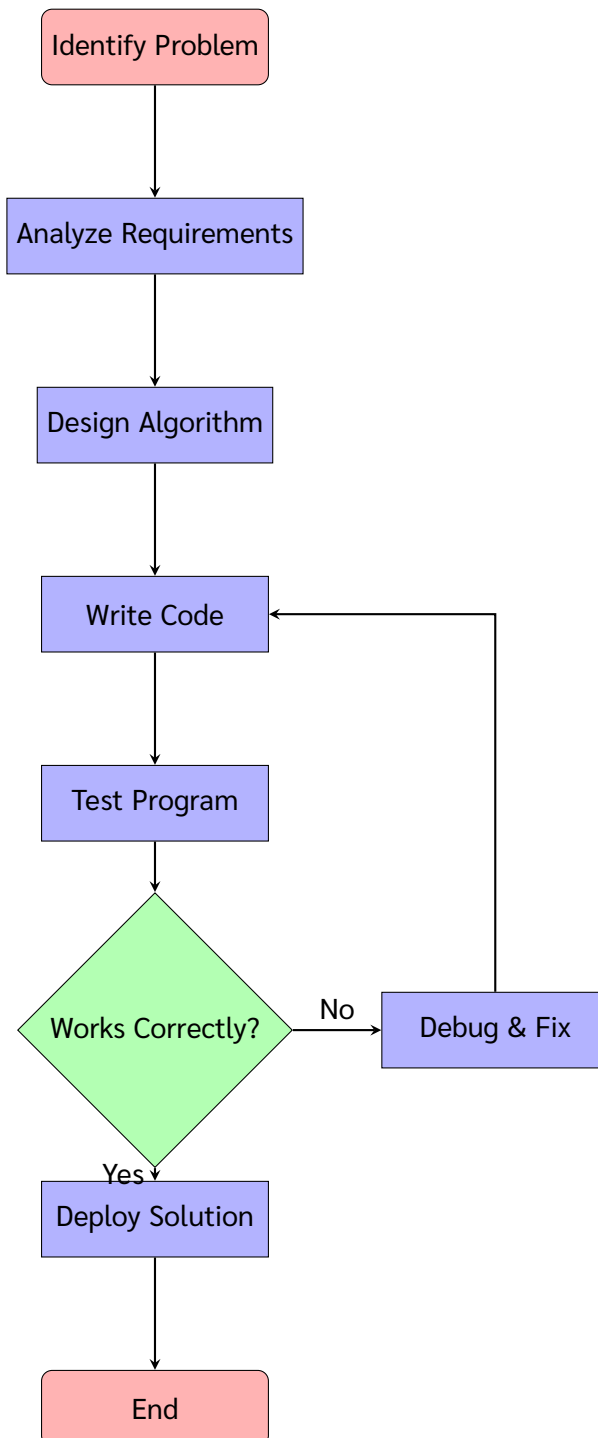 Identify Problem
Analyze Requirements
Design Algorithm
Write Code
Test Program
Works Correctly?
No
Debug & Fix
Yes
Deploy Solution
End